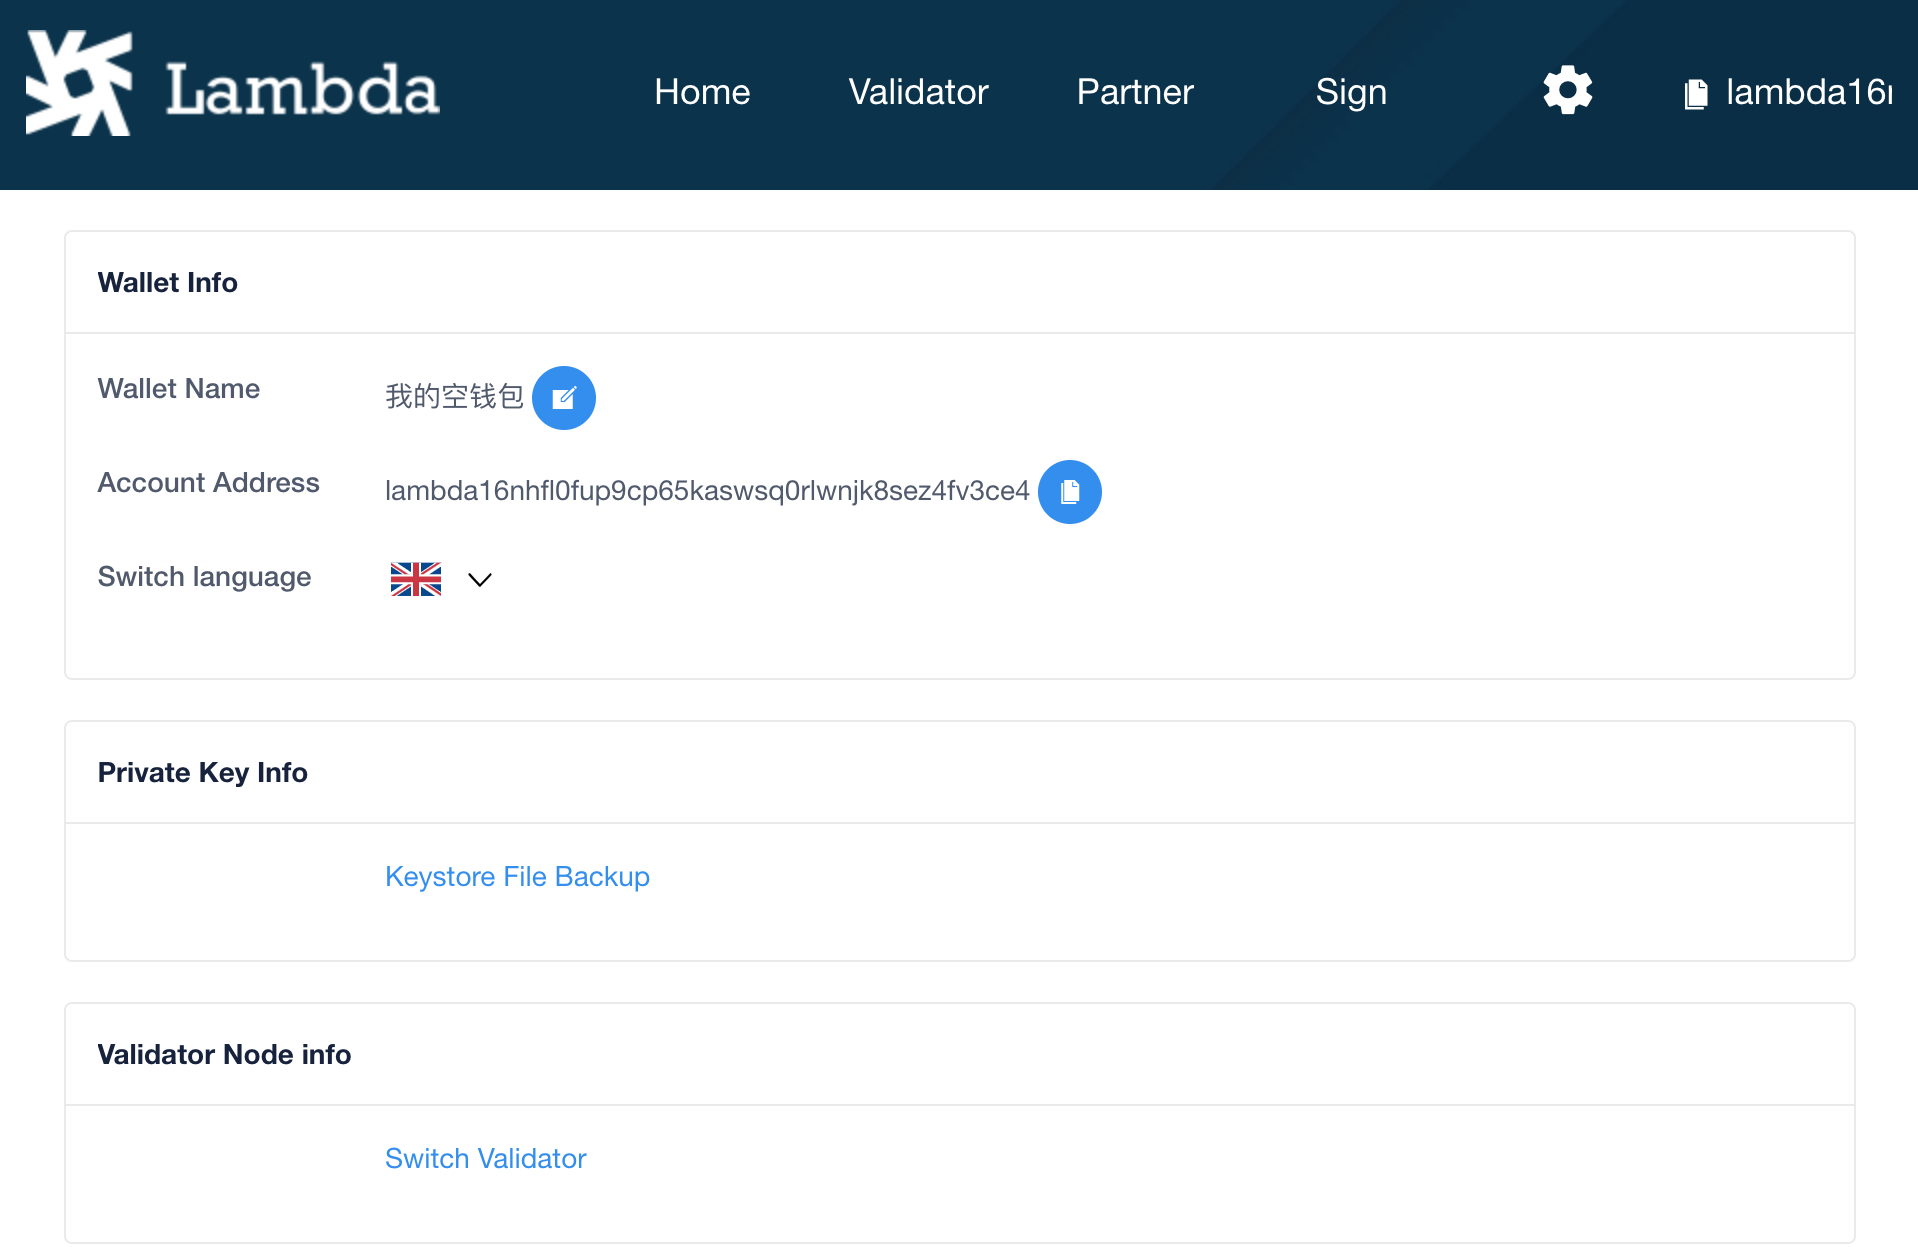 Lambda
Home Validator Partner Sign lambda16
Wallet Info
Wallet Name 我的空钱包
Account Address lambda16nhfl0fup9cp65kaswsq0rlwnjk8sez4fv3ce4
Switch language
Private Key Info
Keystore File Backup
Validator Node info
Switch Validator